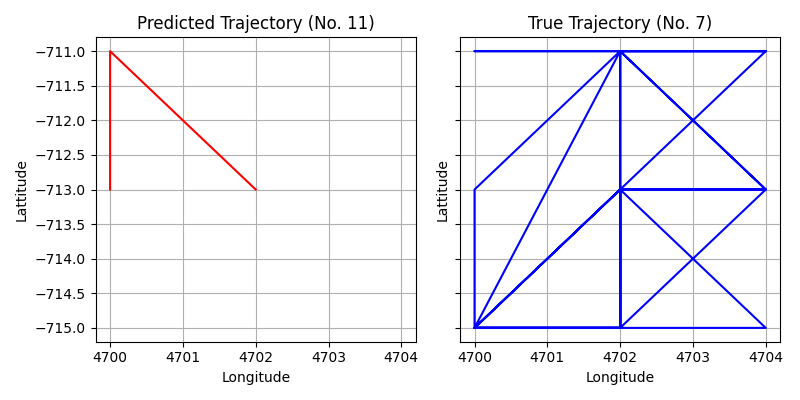 Predicted Trajectory (No. 11)
−711.0
−711.5
−712.0
−712.5
−713.0
−713.5
−714.0
−714.5
−715.0
Lattitude
4700 4701 4702 4703 4704
Longitude
True Trajectory (No. 7)
Lattitude
4700 4701 4702 4703 4704
Longitude